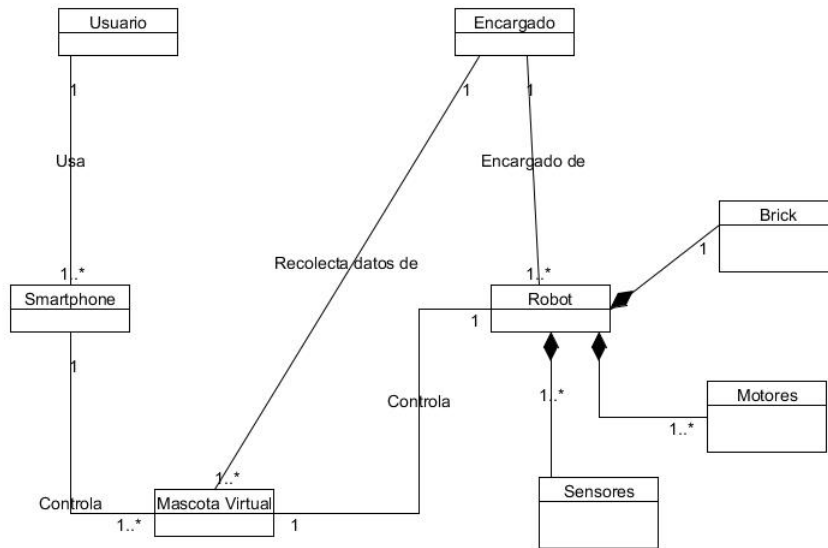 Usuario
Encargado
1
1
1
Usa
Encargado de
Brick
1
Recolecta datos de
1..*
1..*
Smartphone
Robot
1
1
Motores
Controla
1..*
1..*
1..*
Sensores
Controla
Mascota Virtual
1..*
1